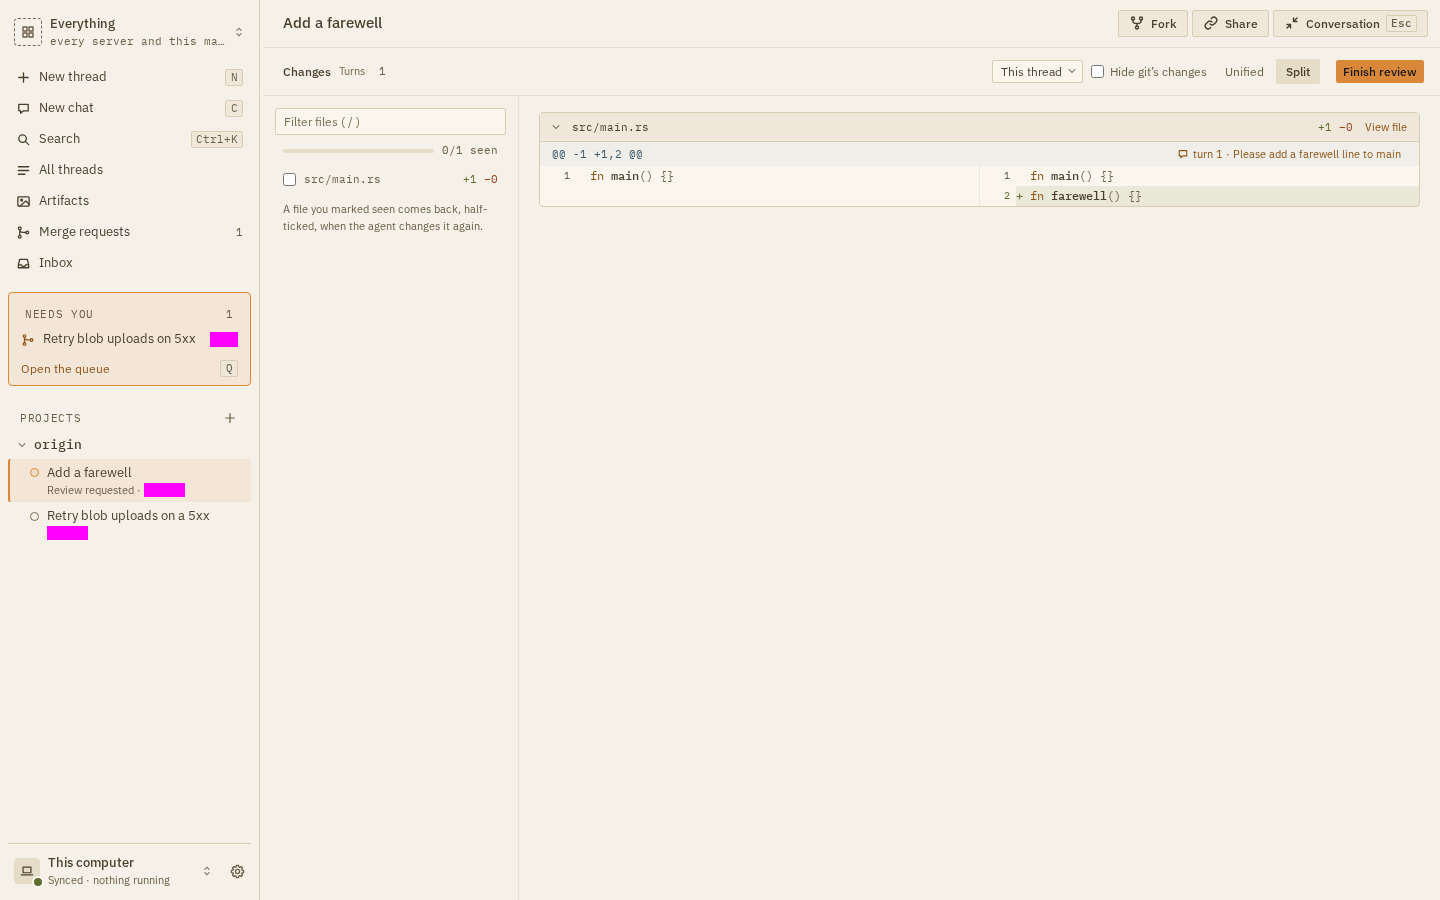 Everything
every server and this ma…
New thread N
New chat C
Search Ctrl+K
All threads
Artifacts
Merge requests 1
Inbox
NEEDS YOU 1
Retry blob uploads on 5xx
Open the queue Q
PROJECTS
origin
Add a farewell
Review requested ·
Retry blob uploads on a 5xx
This computer
Synced · nothing running
Add a farewell
Fork
Share
Conversation Esc
Changes Turns 1
This thread
Hide git's changes
Unified
Split
Finish review
Filter files (/)
0/1 seen
src/main.rs +1 −0
A file you marked seen comes back, half-
ticked, when the agent changes it again.
src/main.rs +1 −0 View file
@@ -1 +1,2 @@ turn 1 · Please add a farewell line to main
1 fn main() {} 1 fn main() {}
2 + fn farewell() {}